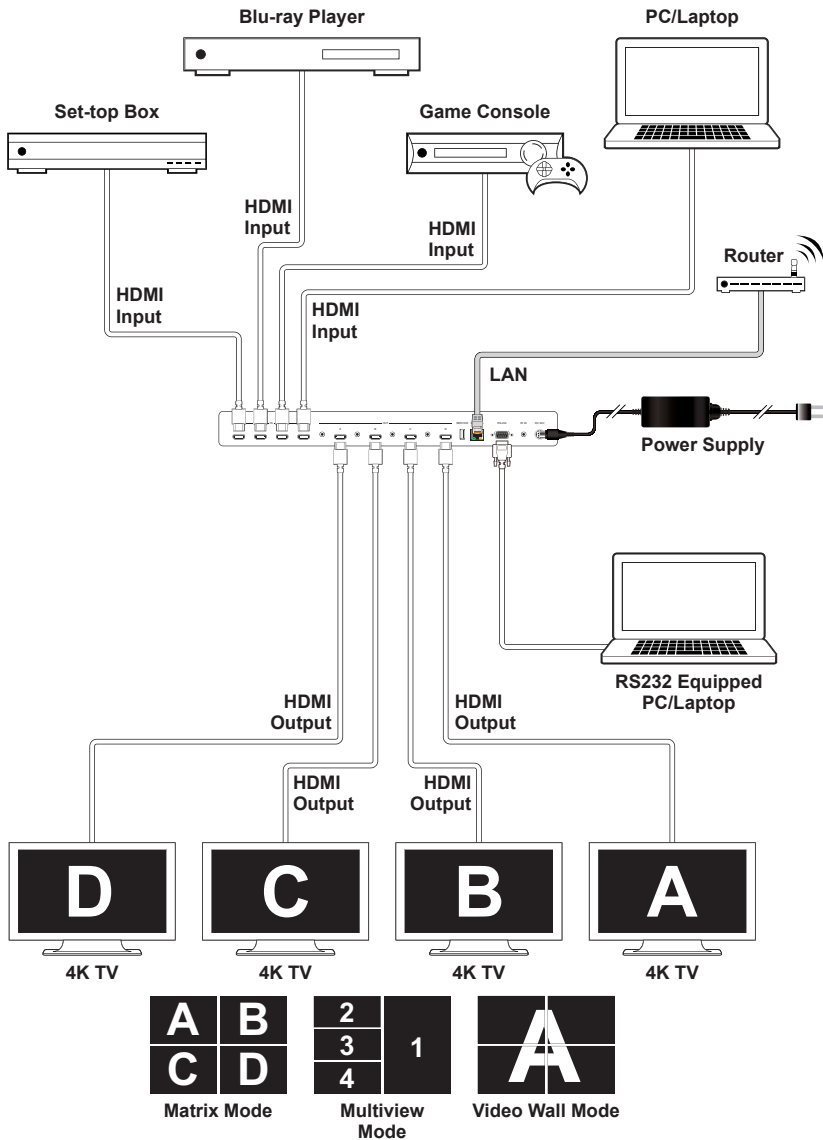 Blu-ray Player
PC/Laptop
Set-top Box
Game Console
HDMI
Input
HDMI
Input
Router
HDMI
Input
HDMI
Input
LAN
Power Supply
RS232 Equipped
PC/Laptop
HDMI
Output
HDMI
Output
HDMI
Output
HDMI
Output
D
C
B
A
4K TV
4K TV
4K TV
4K TV
A B
C D
2
3
4
1
A
Matrix Mode
Multiview
Mode
Video Wall Mode